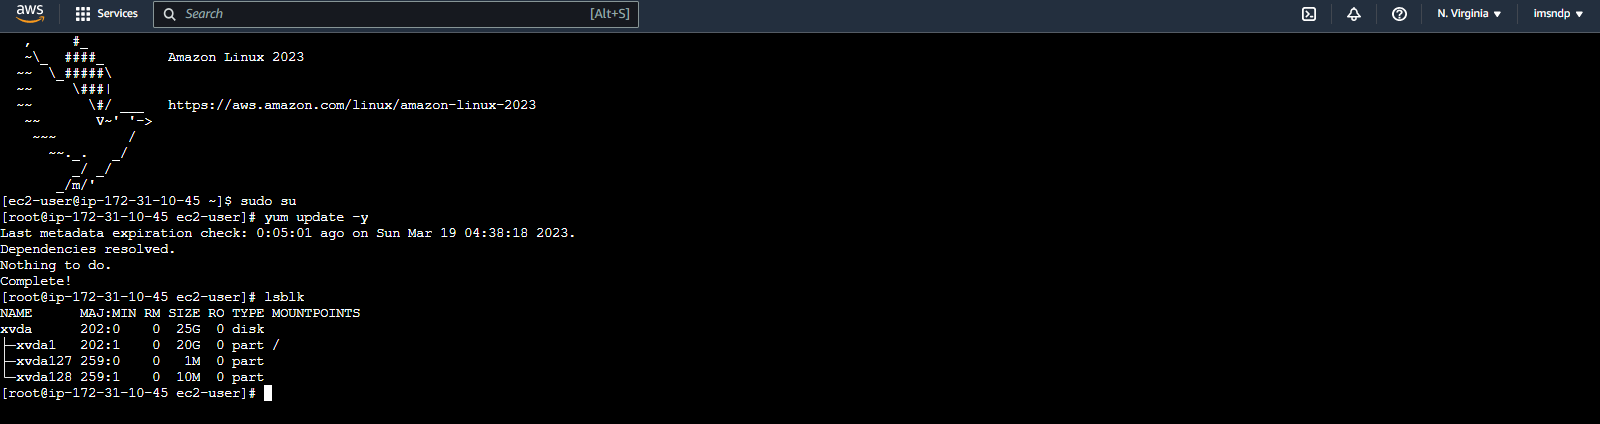 aws Services Search [Alt+S] N. Virginia imsndp
   ,     #_
   ~\_  ####_        Amazon Linux 2023
  ~~  \_#####\
  ~~     \###|
  ~~       \#/ ___   https://aws.amazon.com/linux/amazon-linux-2023
   ~~       V~' '->
    ~~~         /
      ~~._.   _/
         _/ _/
       _/m/'
[ec2-user@ip-172-31-10-45 ~]$ sudo su
[root@ip-172-31-10-45 ec2-user]# yum update -y
Last metadata expiration check: 0:05:01 ago on Sun Mar 19 04:38:18 2023.
Dependencies resolved.
Nothing to do.
Complete!
[root@ip-172-31-10-45 ec2-user]# lsblk
NAME      MAJ:MIN RM SIZE RO TYPE MOUNTPOINTS
xvda      202:0    0  25G  0 disk
├─xvda1   202:1    0  20G  0 part /
├─xvda127 259:0    0   1M  0 part
└─xvda128 259:1    0  10M  0 part
[root@ip-172-31-10-45 ec2-user]#